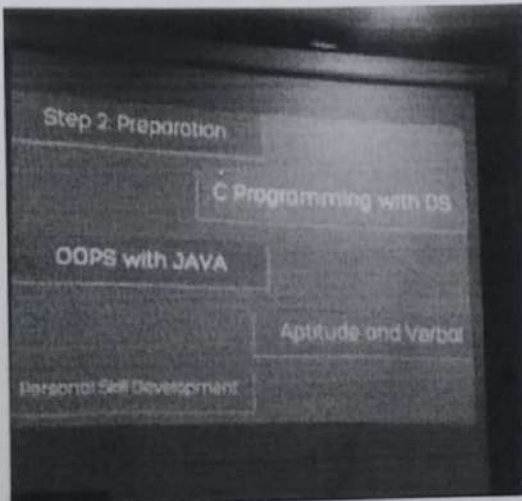 Step 2: Preparation
C Programming with DS
OOPS with JAVA
Aptitude and Verbal
Personal Skill Development